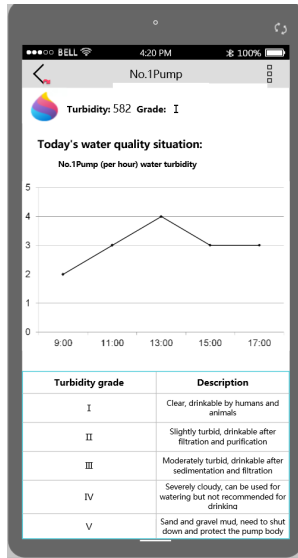 BELL 4:20 PM 100%
No.1Pump
Turbidity: 582 Grade: I
Today's water quality situation:
No.1Pump (per hour) water turbidity
5
4
3
2
1
0
9:00 11:00 13:00 15:00 17:00
Turbidity grade Description
I Clear, drinkable by humans and
animals
II Slightly turbid, drinkable after
filtration and purification
III Moderately turbid, drinkable after
sedimentation and filtration
IV Severely cloudy, can be used for
watering but not recommended for
drinking
V Sand and gravel mud, need to shut
down and protect the pump body